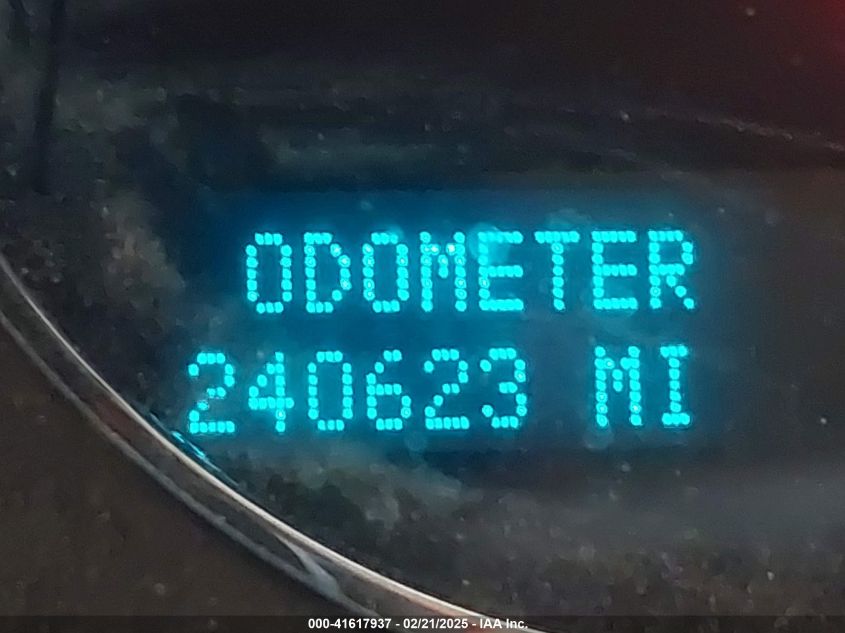 ODOMETER
240623 MI
000-41617937 - 02/21/2025 - IAA Inc.